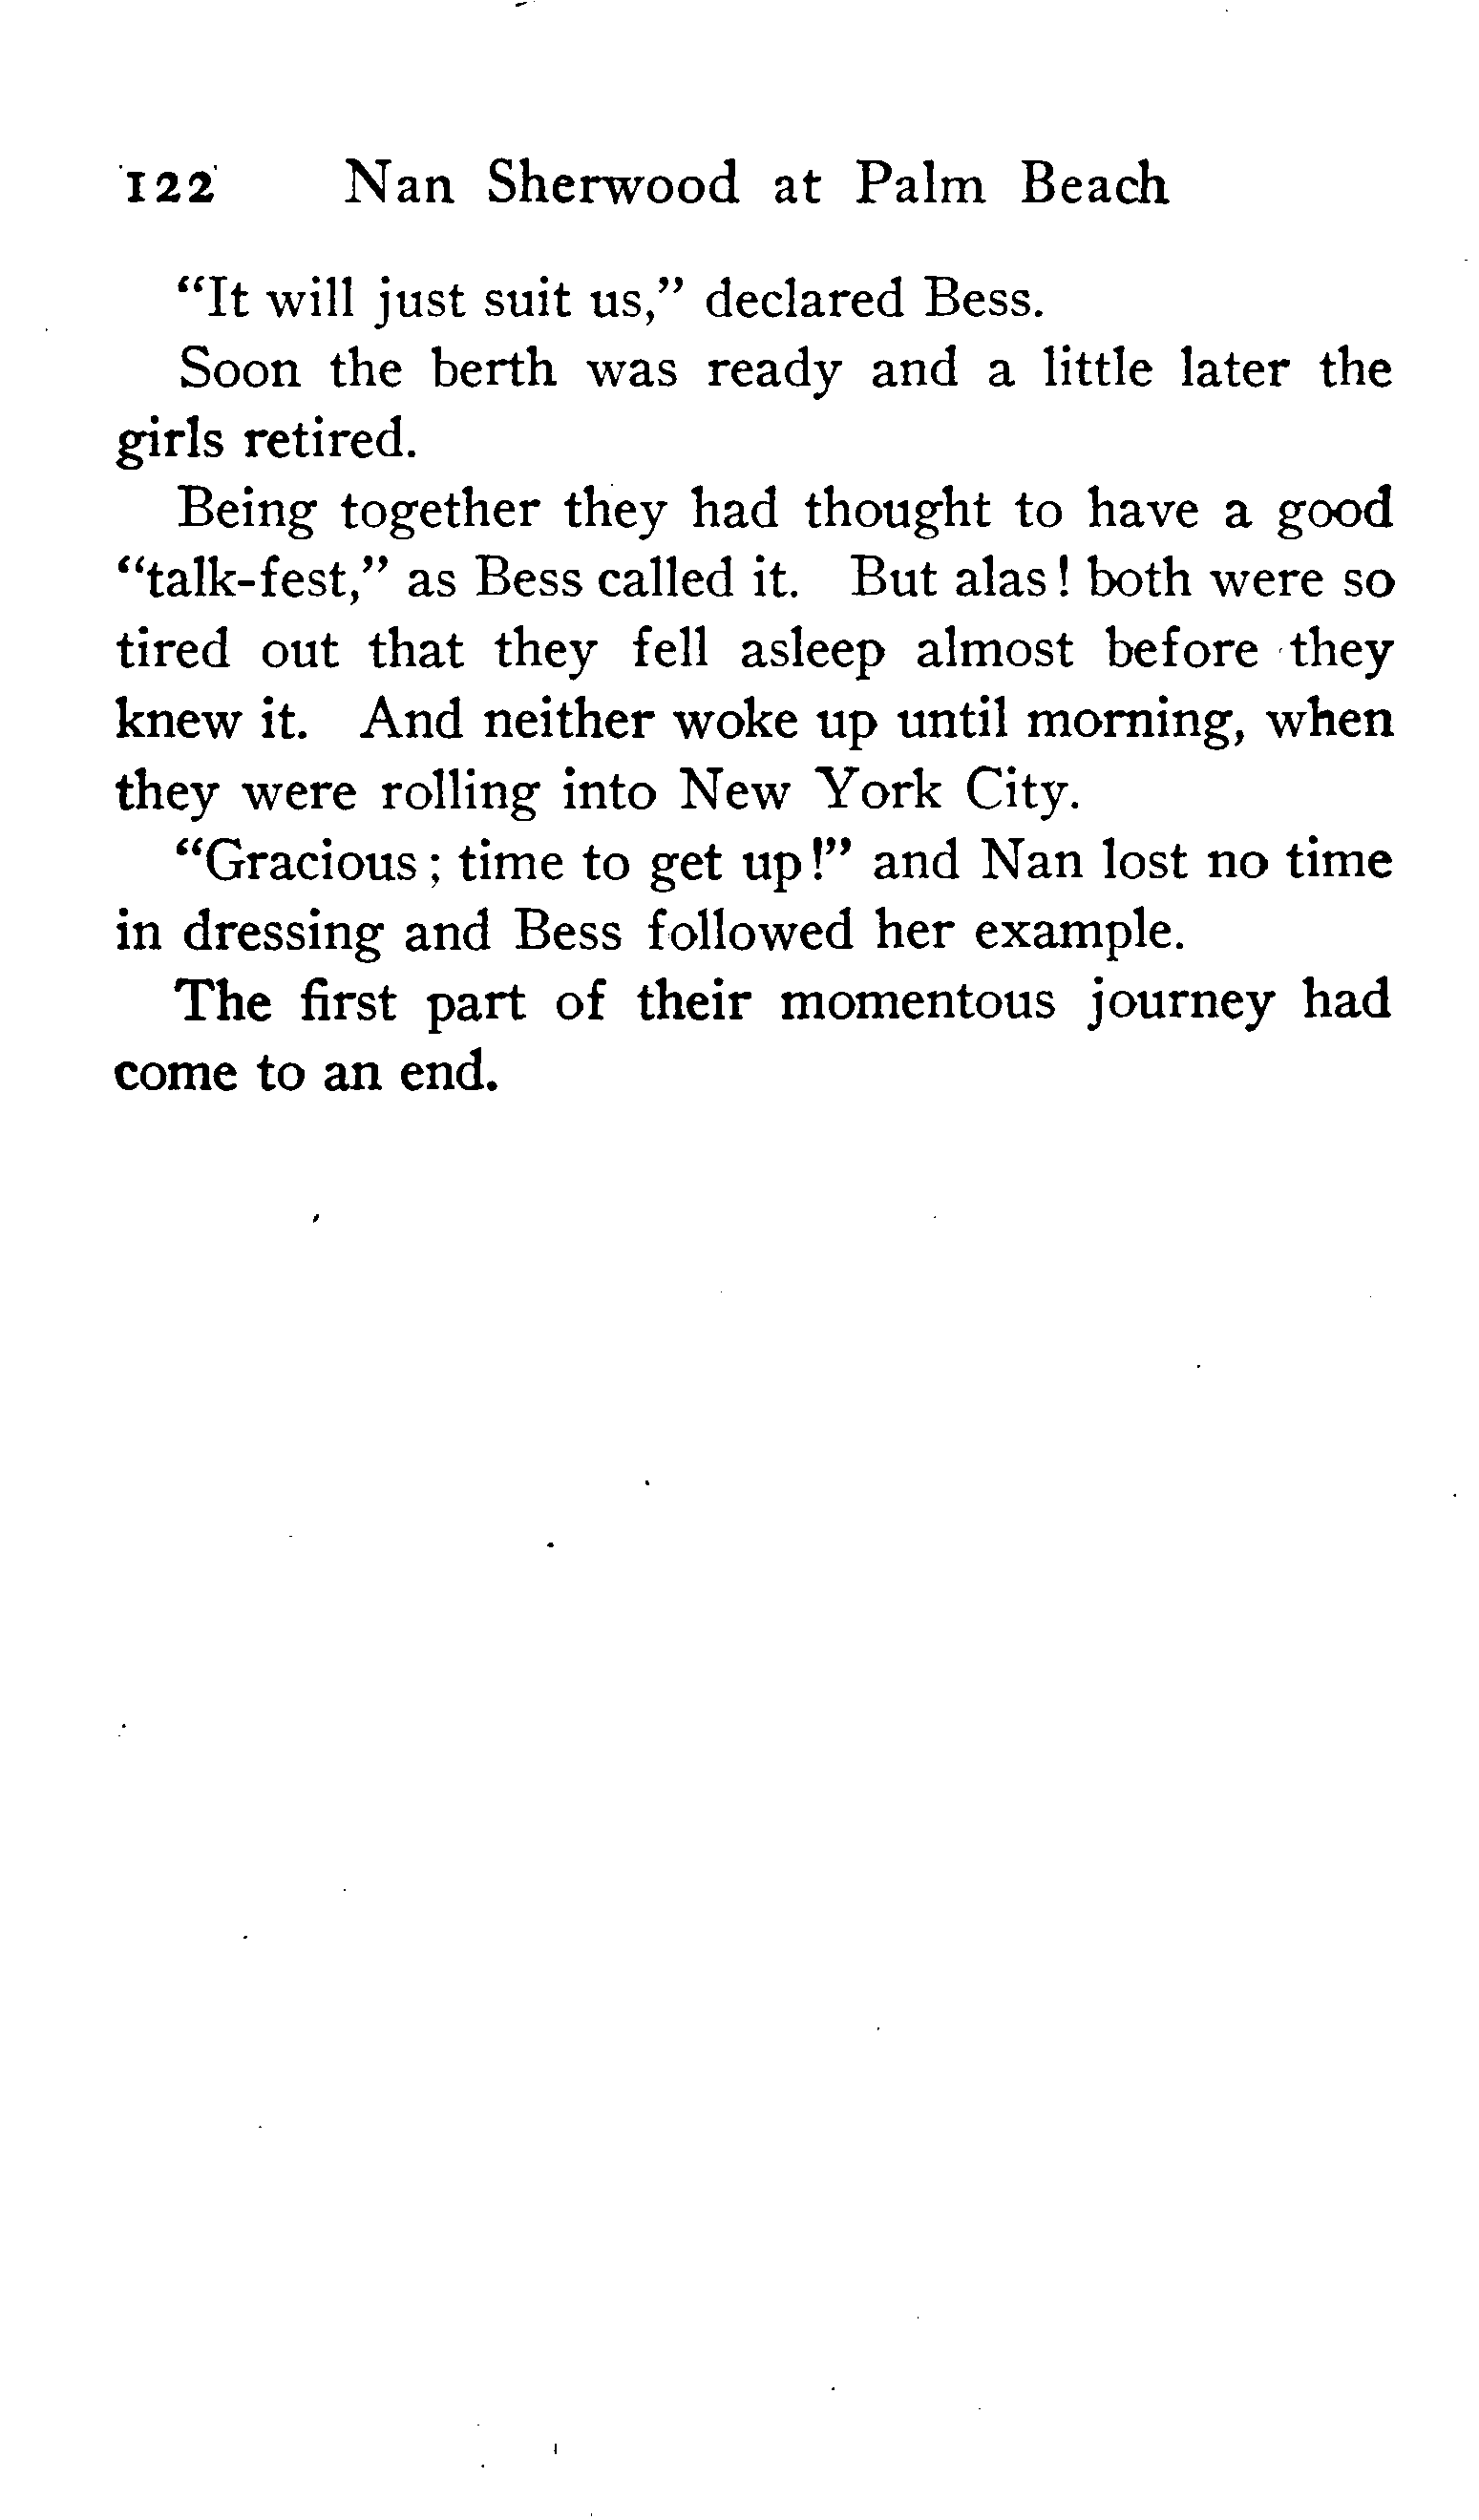 122 Nan Sherwood at Palm Beach
“It will just suit us,” declared Bess.
Soon the berth was ready and a little later the
girls retired.
Being together they had thought to have a good
“talk-fest,” as Bess called it. But alas! both were so
tired out that they fell asleep almost before they
knew it. And neither woke up until morning, when
they were rolling into New York City.
“Gracious; time to get up!” and Nan lost no time
in dressing and Bess followed her example.
The first part of their momentous journey had
come to an end.